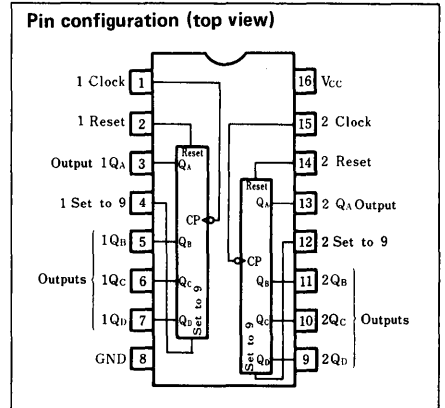 Pin configuration (top view)
1 Clock 1 16 VCC
CP 15 2 Clock
1 Reset 2 Reset 14 2 Reset
Output 1QA 3 QA Reset
QA 13 2 QA Output
1 Set to 9 4 CP 12 2 Set to 9
1QB 5 QB CP
QB 11 2QB
Outputs 1QC 6 QC QC 10 2QC Outputs
1QD 7 QD Set to 9 Set to 9 QD 9 2QD
GND 8